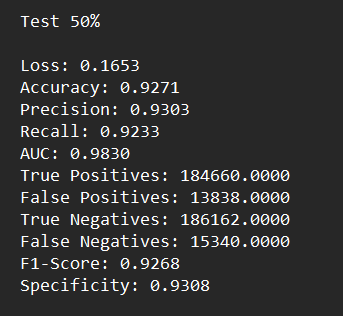 Test 50%
Loss: 0.1653
Accuracy: 0.9271
Precision: 0.9303
Recall: 0.9233
AUC: 0.9830
True Positives: 184660.0000
False Positives: 13838.0000
True Negatives: 186162.0000
False Negatives: 15340.0000
F1-Score: 0.9268
Specificity: 0.9308